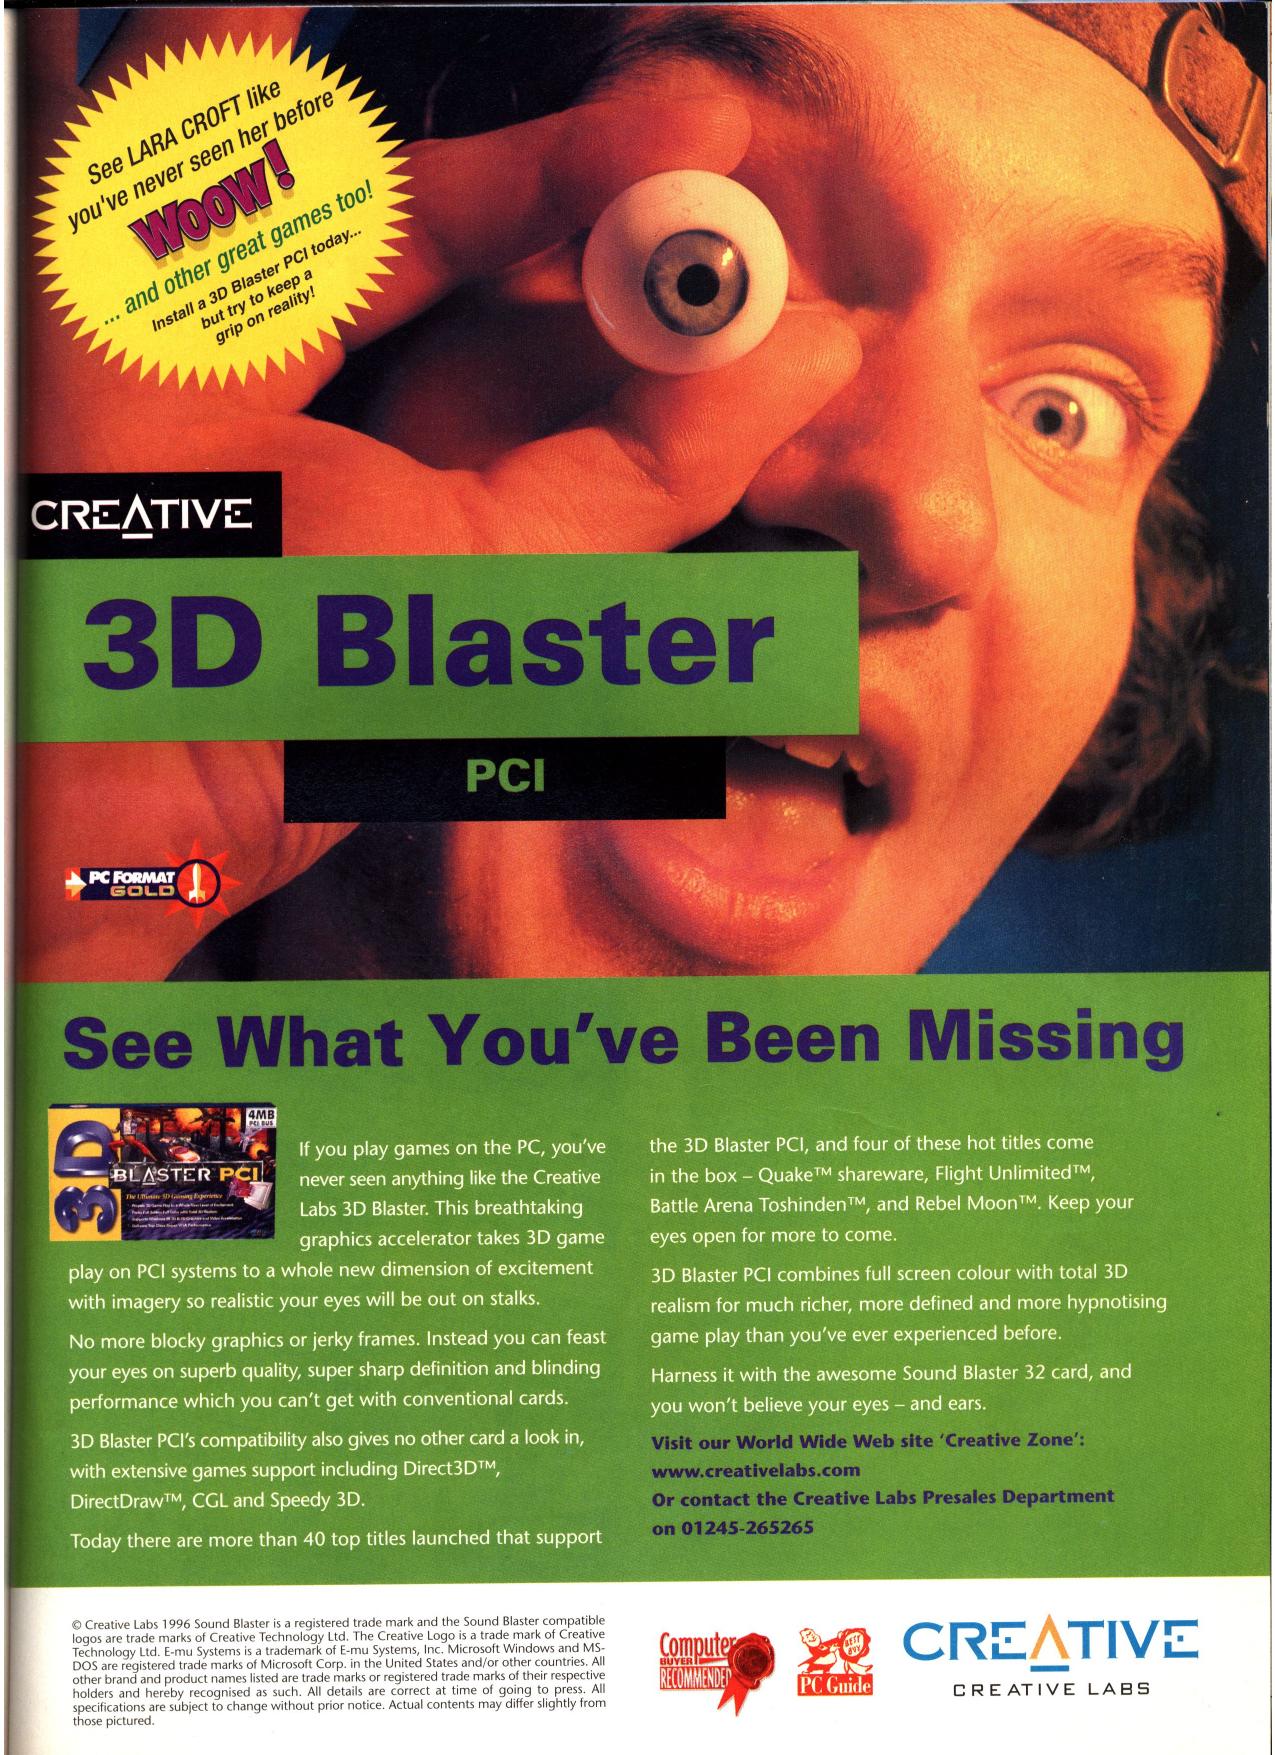 See LARA CROFT like
you've never seen her before
WOOW!
... and other great games too!
Install a 3D Blaster PCI today...
but try to keep a
grip on reality!
CREATIVE
3D Blaster
PCI
PC FORMAT
GOLD
See What You've Been Missing
4MB
PCI BUS
3D
BLASTER PCI
The Ultimate 3D Gaming Experience
If you play games on the PC, you've
never seen anything like the Creative
Labs 3D Blaster. This breathtaking
graphics accelerator takes 3D game
play on PCI systems to a whole new dimension of excitement
with imagery so realistic your eyes will be out on stalks.
No more blocky graphics or jerky frames. Instead you can feast
your eyes on superb quality, super sharp definition and blinding
performance which you can't get with conventional cards.
3D Blaster PCI's compatibility also gives no other card a look in,
with extensive games support including Direct3D™,
DirectDraw™, CGL and Speedy 3D.
Today there are more than 40 top titles launched that support
the 3D Blaster PCI, and four of these hot titles come
in the box – Quake™ shareware, Flight Unlimited™,
Battle Arena Toshinden™, and Rebel Moon™. Keep your
eyes open for more to come.
3D Blaster PCI combines full screen colour with total 3D
realism for much richer, more defined and more hypnotising
game play than you've ever experienced before.
Harness it with the awesome Sound Blaster 32 card, and
you won't believe your eyes – and ears.
Visit our World Wide Web site 'Creative Zone':
www.creativelabs.com
Or contact the Creative Labs Presales Department
on 01245-265265
© Creative Labs 1996 Sound Blaster is a registered trade mark and the Sound Blaster compatible
logos are trade marks of Creative Technology Ltd. The Creative Logo is a trade mark of Creative
Technology Ltd. E-mu Systems is a trademark of E-mu Systems, Inc. Microsoft Windows and MS-
DOS are registered trade marks of Microsoft Corp. in the United States and/or other countries. All
other brand and product names listed are trade marks or registered trade marks of their respective
holders and hereby recognised as such. All details are correct at time of going to press. All
specifications are subject to change without prior notice. Actual contents may differ slightly from
those pictured.
Computer
BUYER
RECOMMENDED
BEST
BUY
PC Guide
CREATIVE
CREATIVE LABS